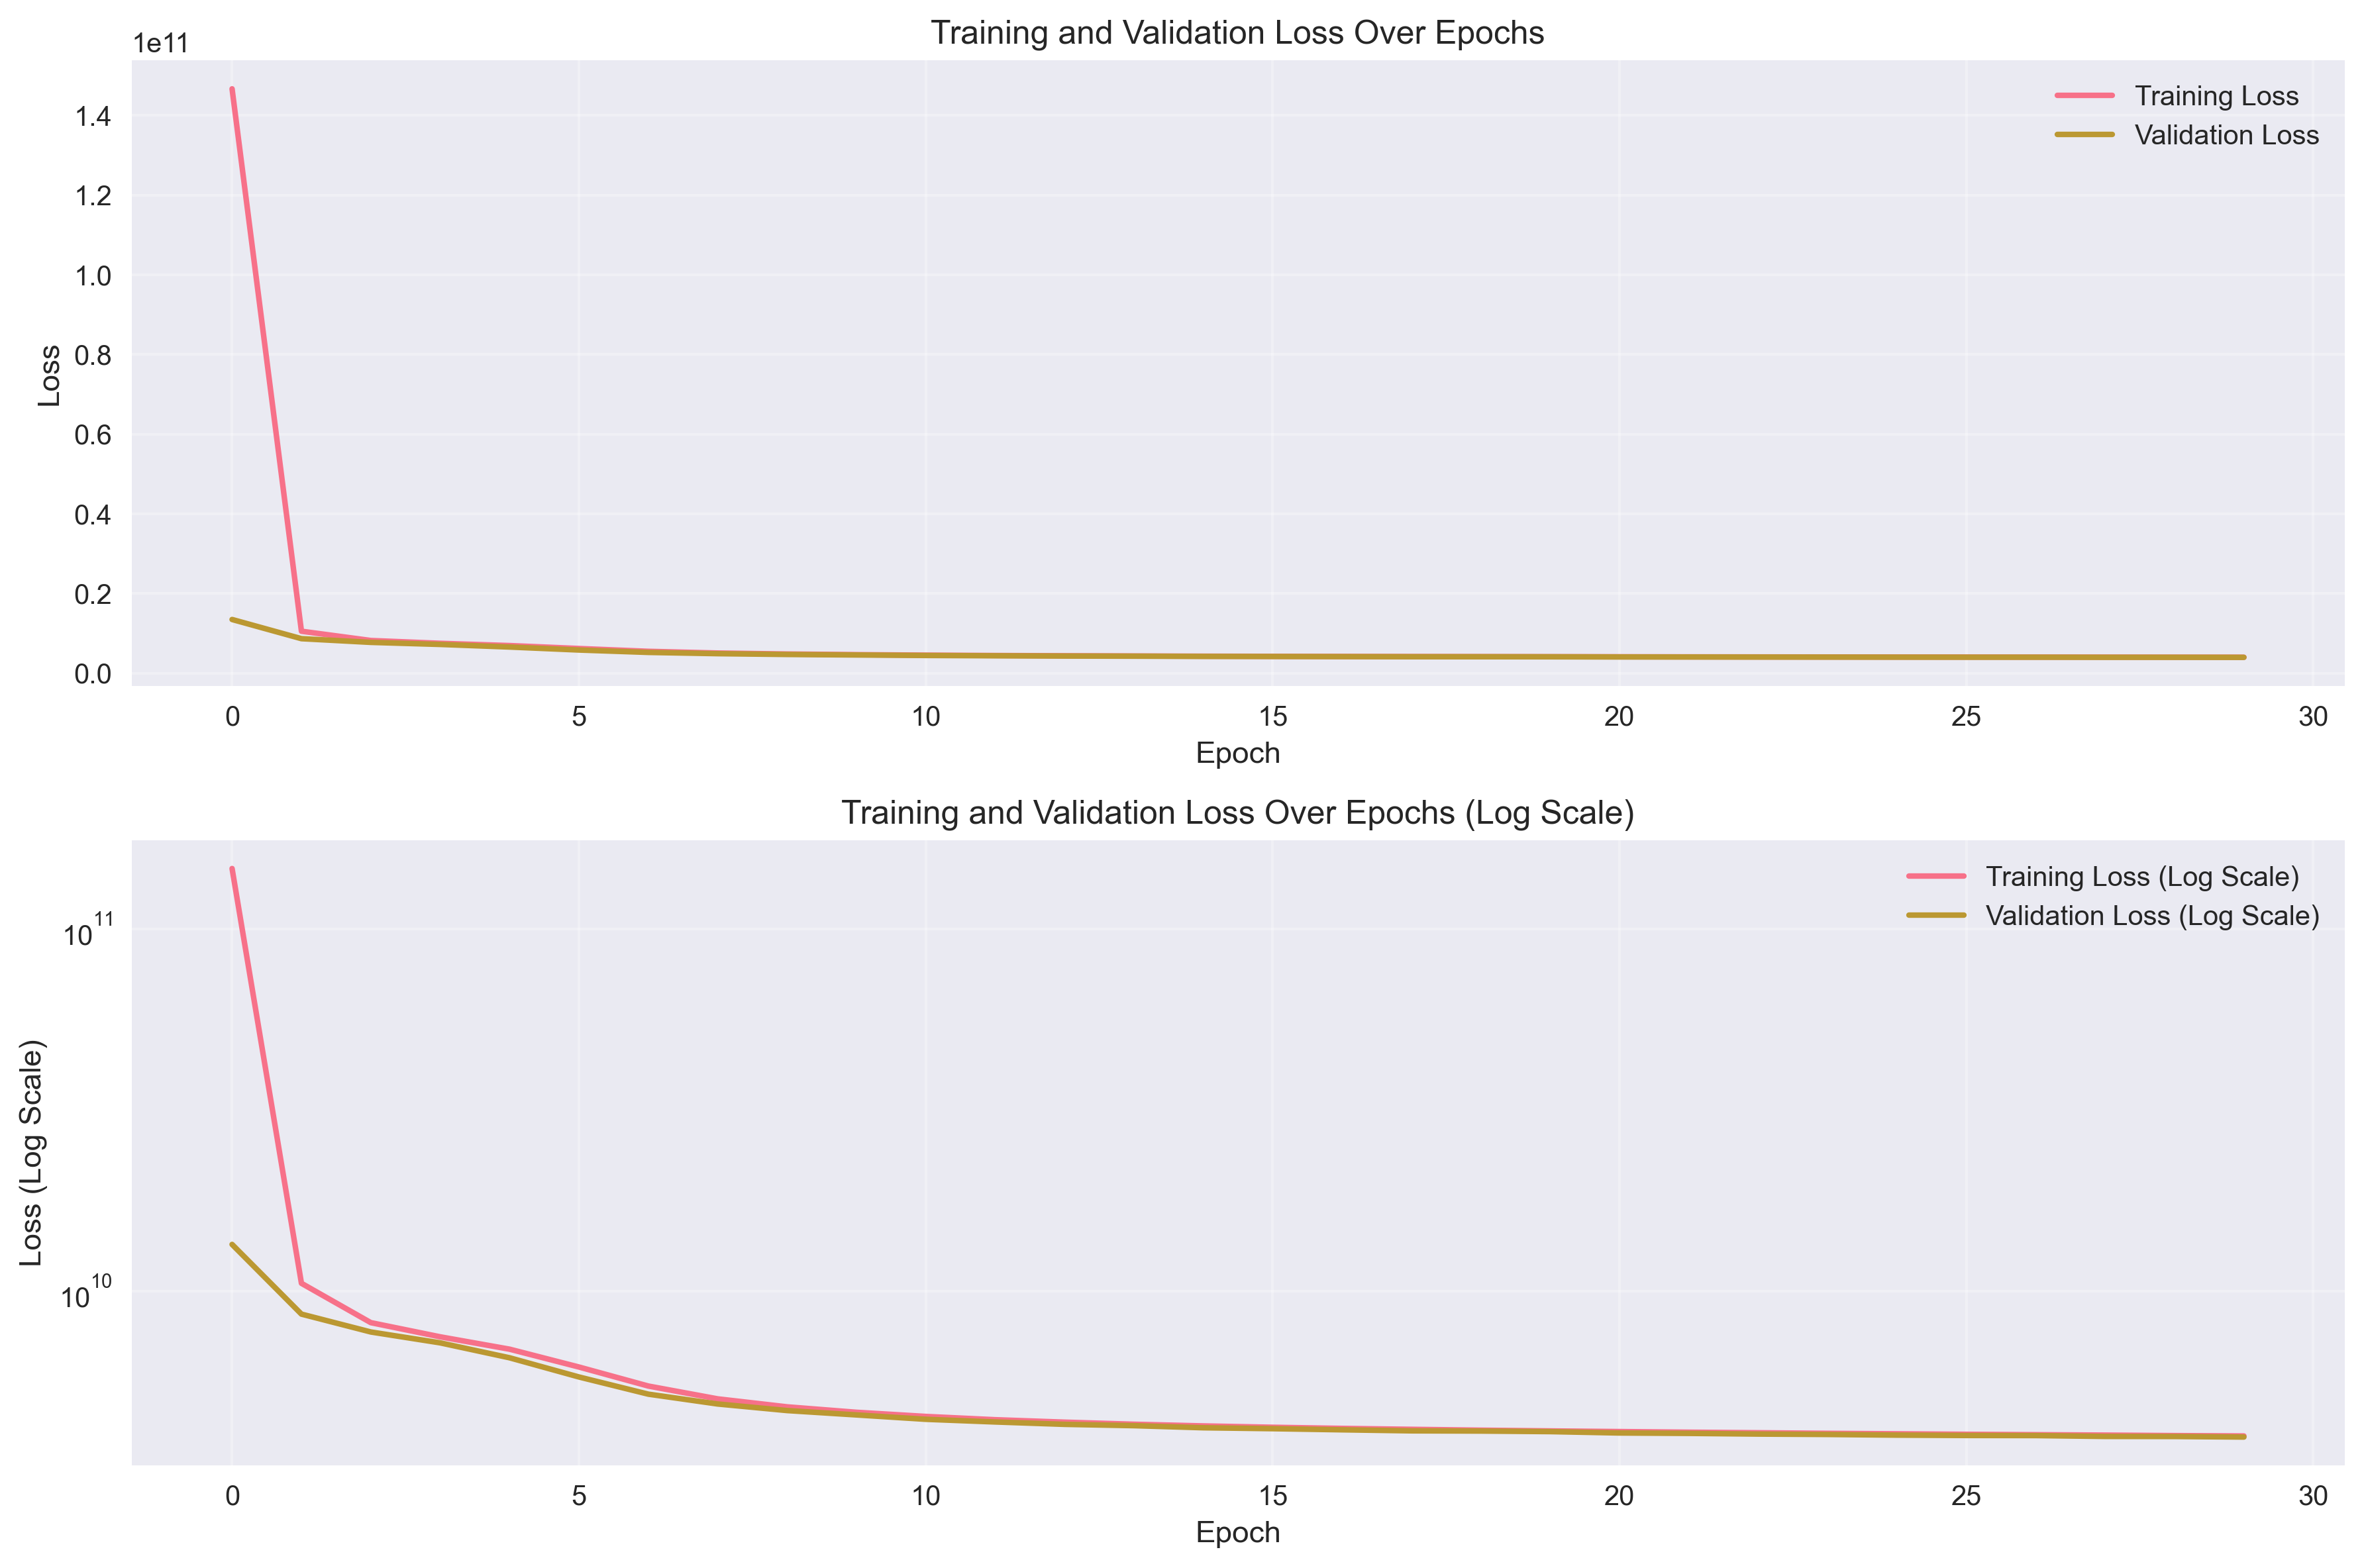 Training and Validation Loss Over Epochs
1e11
Training Loss
Validation Loss
1.4
1.2
1.0
0.8
0.6
0.4
0.2
0.0
Loss
0 5 10 15 20 25 30
Epoch
Training and Validation Loss Over Epochs (Log Scale)
Training Loss (Log Scale)
Validation Loss (Log Scale)
10^11
10^10
Loss (Log Scale)
0 5 10 15 20 25 30
Epoch